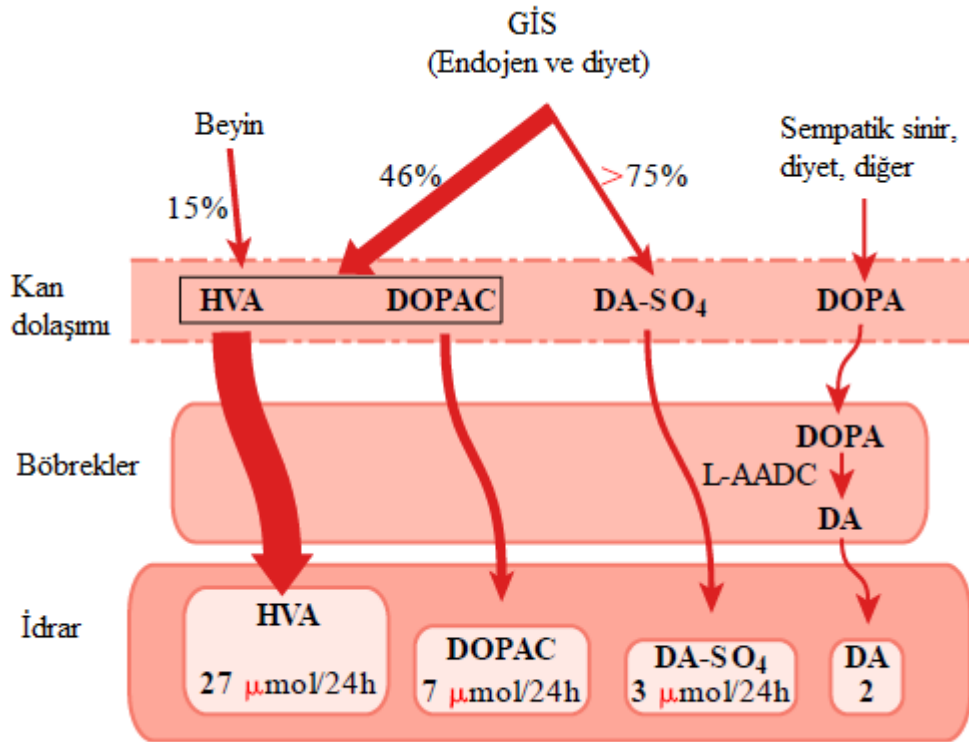 GİS
(Endojen ve diyet)
Beyin
Sempatik sinir,
diyet, diğer
15%
46%
>75%
Kan
dolaşımı
HVA
DOPAC
DA-SO₄
DOPA
Böbrekler
DOPA
L-AADC
DA
İdrar
HVA
27 µmol/24h
DOPAC
7 µmol/24h
DA-SO₄
3 µmol/24h
DA
2